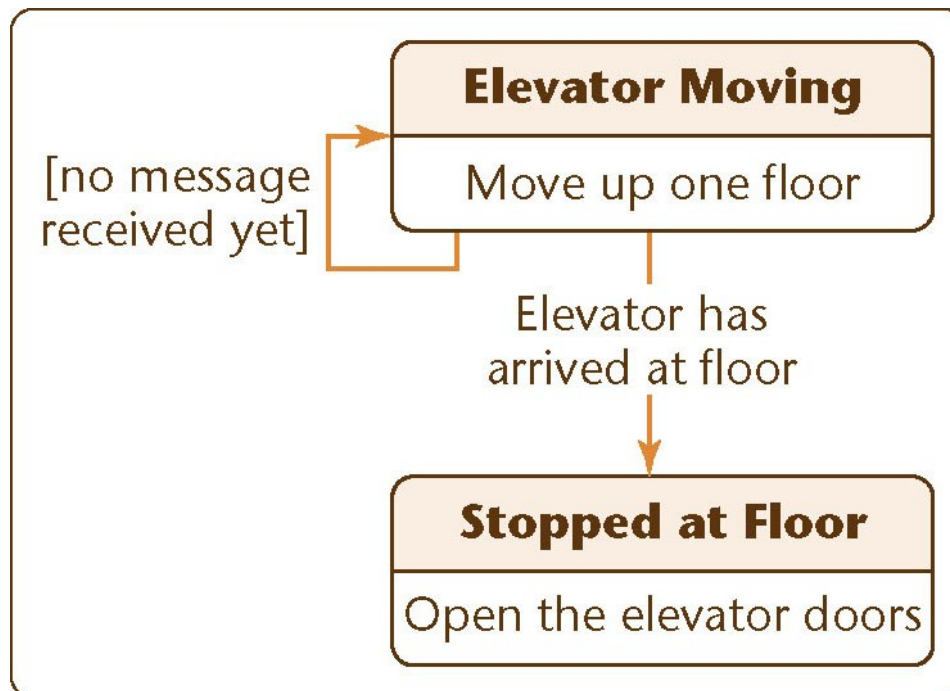 Elevator Moving
Move up one floor
[no message
received yet]
Elevator has
arrived at floor
Stopped at Floor
Open the elevator doors